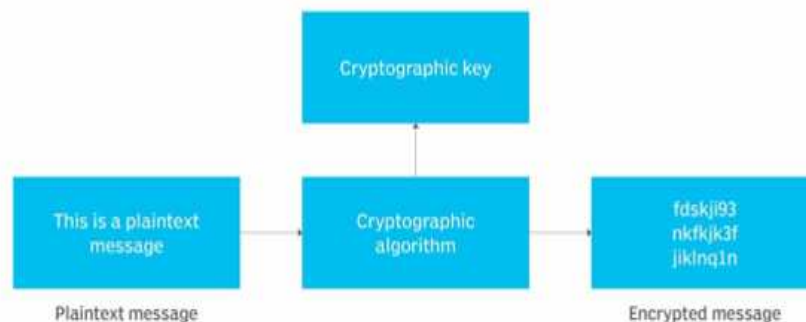 Cryptographic key
This is a plaintext
message
Cryptographic
algorithm
fdskji93
nkfkjk3f
jiklnq1n
Plaintext message
Encrypted message